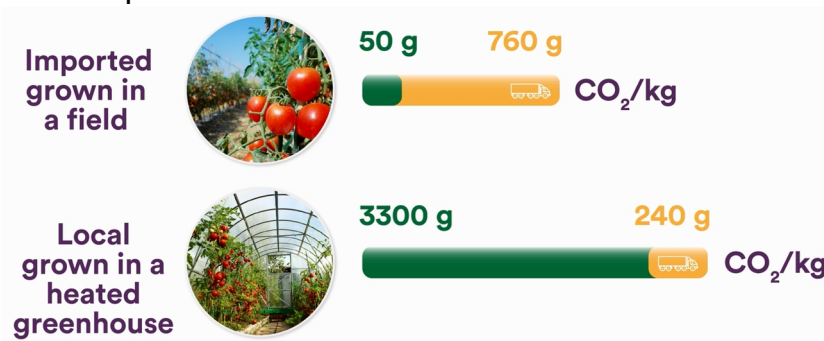 Imported
grown in
a field
50 g 760 g
CO₂/kg
Local
grown in a
heated
greenhouse
3300 g 240 g
CO₂/kg